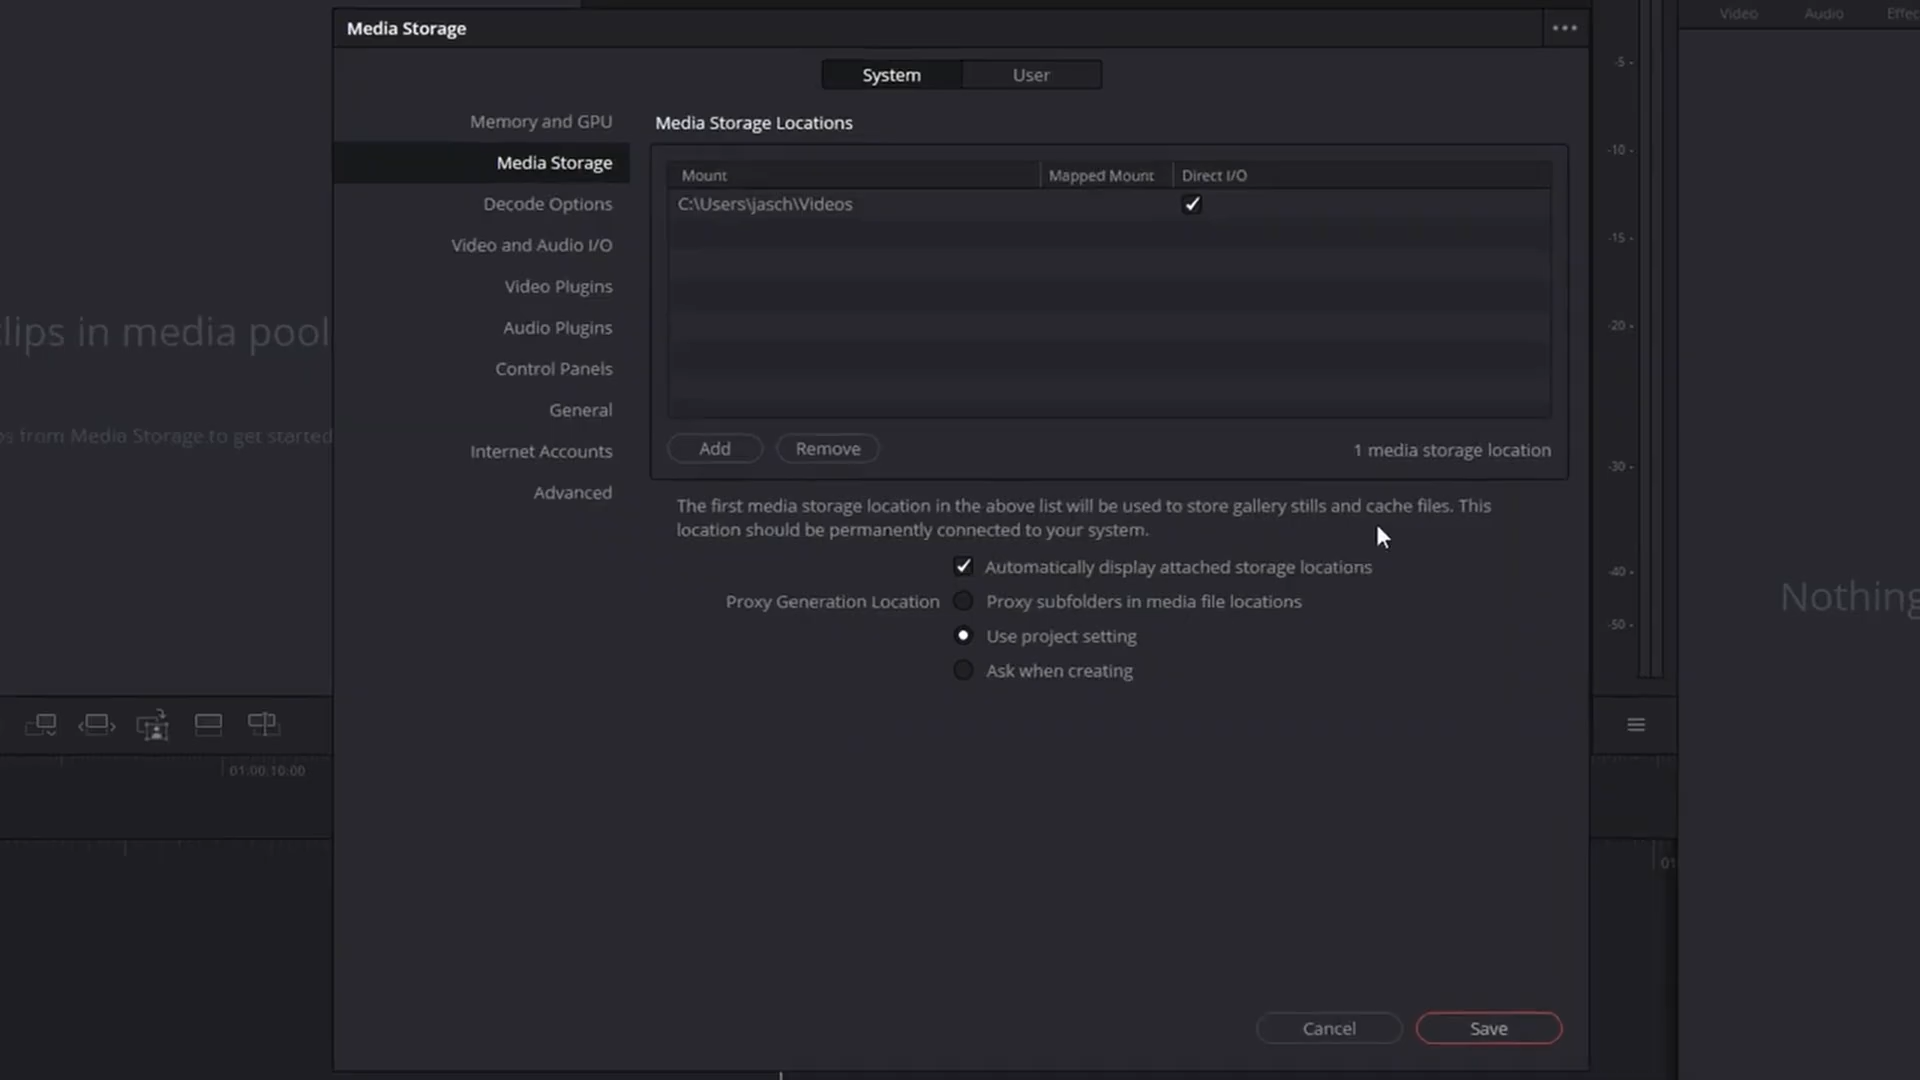 Video Audio
Media Storage
System User
Memory and GPU
Media Storage
Decode Options
Video and Audio I/O
Video Plugins
Audio Plugins
Control Panels
General
Internet Accounts
Advanced
Media Storage Locations
Mount Mapped Mount Direct I/O
C:\Users\jasch\Videos
Add Remove 1 media storage location
The first media storage location in the above list will be used to store gallery stills and cache files. This
location should be permanently connected to your system.
Automatically display attached storage locations
Proxy Generation Location Proxy subfolders in media file locations
Use project setting
Ask when creating
Cancel Save
clips in media pool
from Media Storage to get started
01:00:10:00
-5
-10
-15
-20
-30
-40
-50
Nothing
01